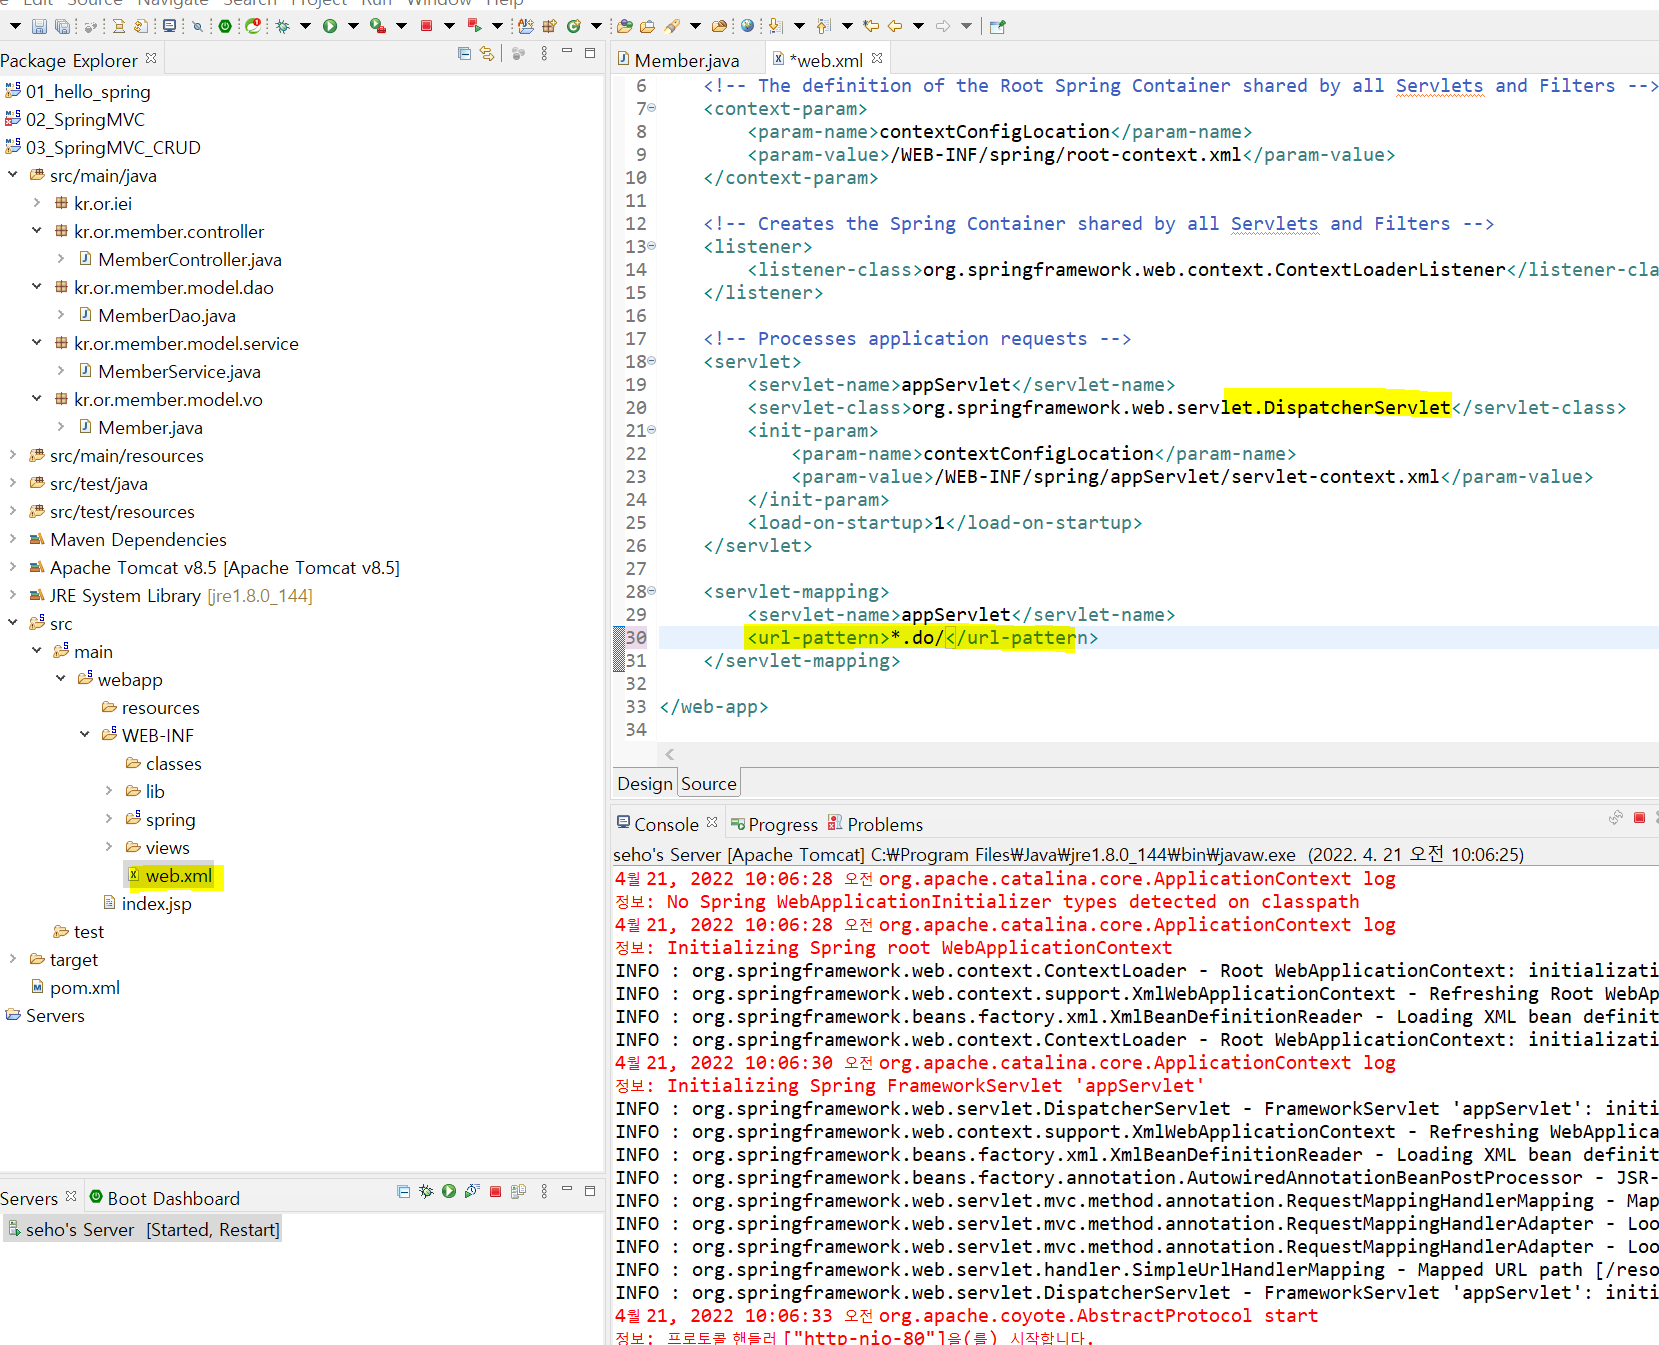 Edit Source Navigate Search Project Run Window Help
Package Explorer
01_hello_spring
02_SpringMVC
03_SpringMVC_CRUD
src/main/java
kr.or.iei
kr.or.member.controller
MemberController.java
kr.or.member.model.dao
MemberDao.java
kr.or.member.model.service
MemberService.java
kr.or.member.model.vo
Member.java
src/main/resources
src/test/java
src/test/resources
Maven Dependencies
Apache Tomcat v8.5 [Apache Tomcat v8.5]
JRE System Library [jre1.8.0_144]
src
main
webapp
resources
WEB-INF
classes
lib
spring
views
web.xml
index.jsp
test
target
pom.xml
Servers
Servers Boot Dashboard
seho's Server [Started, Restart]
Member.java *web.xml
6 <!-- The definition of the Root Spring Container shared by all Servlets and Filters -->
7 <context-param>
8 <param-name>contextConfigLocation</param-name>
9 <param-value>/WEB-INF/spring/root-context.xml</param-value>
10 </context-param>
11
12 <!-- Creates the Spring Container shared by all Servlets and Filters -->
13 <listener>
14 <listener-class>org.springframework.web.context.ContextLoaderListener</listener-cla
15 </listener>
16
17 <!-- Processes application requests -->
18 <servlet>
19 <servlet-name>appServlet</servlet-name>
20 <servlet-class>org.springframework.web.servlet.DispatcherServlet</servlet-class>
21 <init-param>
22 <param-name>contextConfigLocation</param-name>
23 <param-value>/WEB-INF/spring/appServlet/servlet-context.xml</param-value>
24 </init-param>
25 <load-on-startup>1</load-on-startup>
26 </servlet>
27
28 <servlet-mapping>
29 <servlet-name>appServlet</servlet-name>
30 <url-pattern>*.do/</url-pattern>
31 </servlet-mapping>
32
33 </web-app>
34
Design Source
Console Progress Problems
seho's Server [Apache Tomcat] C:\Program Files\Java\jre1.8.0_144\bin\javaw.exe (2022. 4. 21 오전 10:06:25)
4월 21, 2022 10:06:28 오전 org.apache.catalina.core.ApplicationContext log
정보: No Spring WebApplicationInitializer types detected on classpath
4월 21, 2022 10:06:28 오전 org.apache.catalina.core.ApplicationContext log
정보: Initializing Spring root WebApplicationContext
INFO : org.springframework.web.context.ContextLoader - Root WebApplicationContext: initializati
INFO : org.springframework.web.context.support.XmlWebApplicationContext - Refreshing Root WebAp
INFO : org.springframework.beans.factory.xml.XmlBeanDefinitionReader - Loading XML bean definit
INFO : org.springframework.web.context.ContextLoader - Root WebApplicationContext: initializati
4월 21, 2022 10:06:30 오전 org.apache.catalina.core.ApplicationContext log
정보: Initializing Spring FrameworkServlet 'appServlet'
INFO : org.springframework.web.servlet.DispatcherServlet - FrameworkServlet 'appServlet': initi
INFO : org.springframework.web.context.support.XmlWebApplicationContext - Refreshing WebApplica
INFO : org.springframework.beans.factory.xml.XmlBeanDefinitionReader - Loading XML bean definit
INFO : org.springframework.beans.factory.annotation.AutowiredAnnotationBeanPostProcessor - JSR-
INFO : org.springframework.web.servlet.mvc.method.annotation.RequestMappingHandlerMapping - Map
INFO : org.springframework.web.servlet.mvc.method.annotation.RequestMappingHandlerAdapter - Loo
INFO : org.springframework.web.servlet.mvc.method.annotation.RequestMappingHandlerAdapter - Loo
INFO : org.springframework.web.servlet.handler.SimpleUrlHandlerMapping - Mapped URL path [/reso
INFO : org.springframework.web.servlet.DispatcherServlet - FrameworkServlet 'appServlet': initi
4월 21, 2022 10:06:33 오전 org.apache.coyote.AbstractProtocol start
정보: 프로토콜 핸들러 ["http-nio-80"]을(를) 시작합니다.